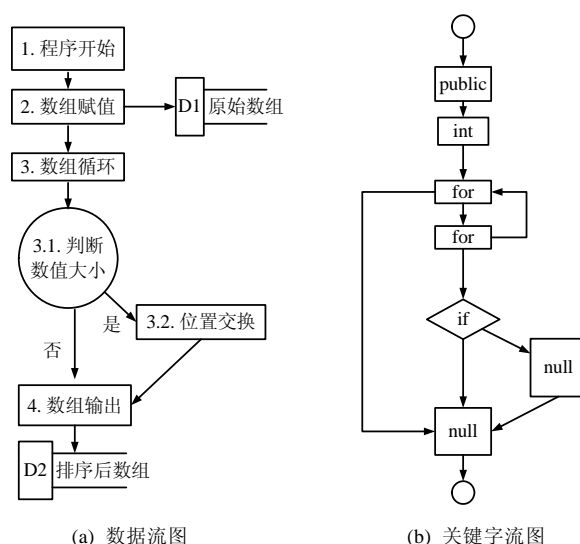 1. 程序开始
2. 数组赋值
D1 原始数组
3. 数组循环
3.1. 判断
数值大小
是
3.2. 位置交换
否
4. 数组输出
D2 排序后数组
(a) 数据流图
public
int
for
for
if
null
null
(b) 关键字流图